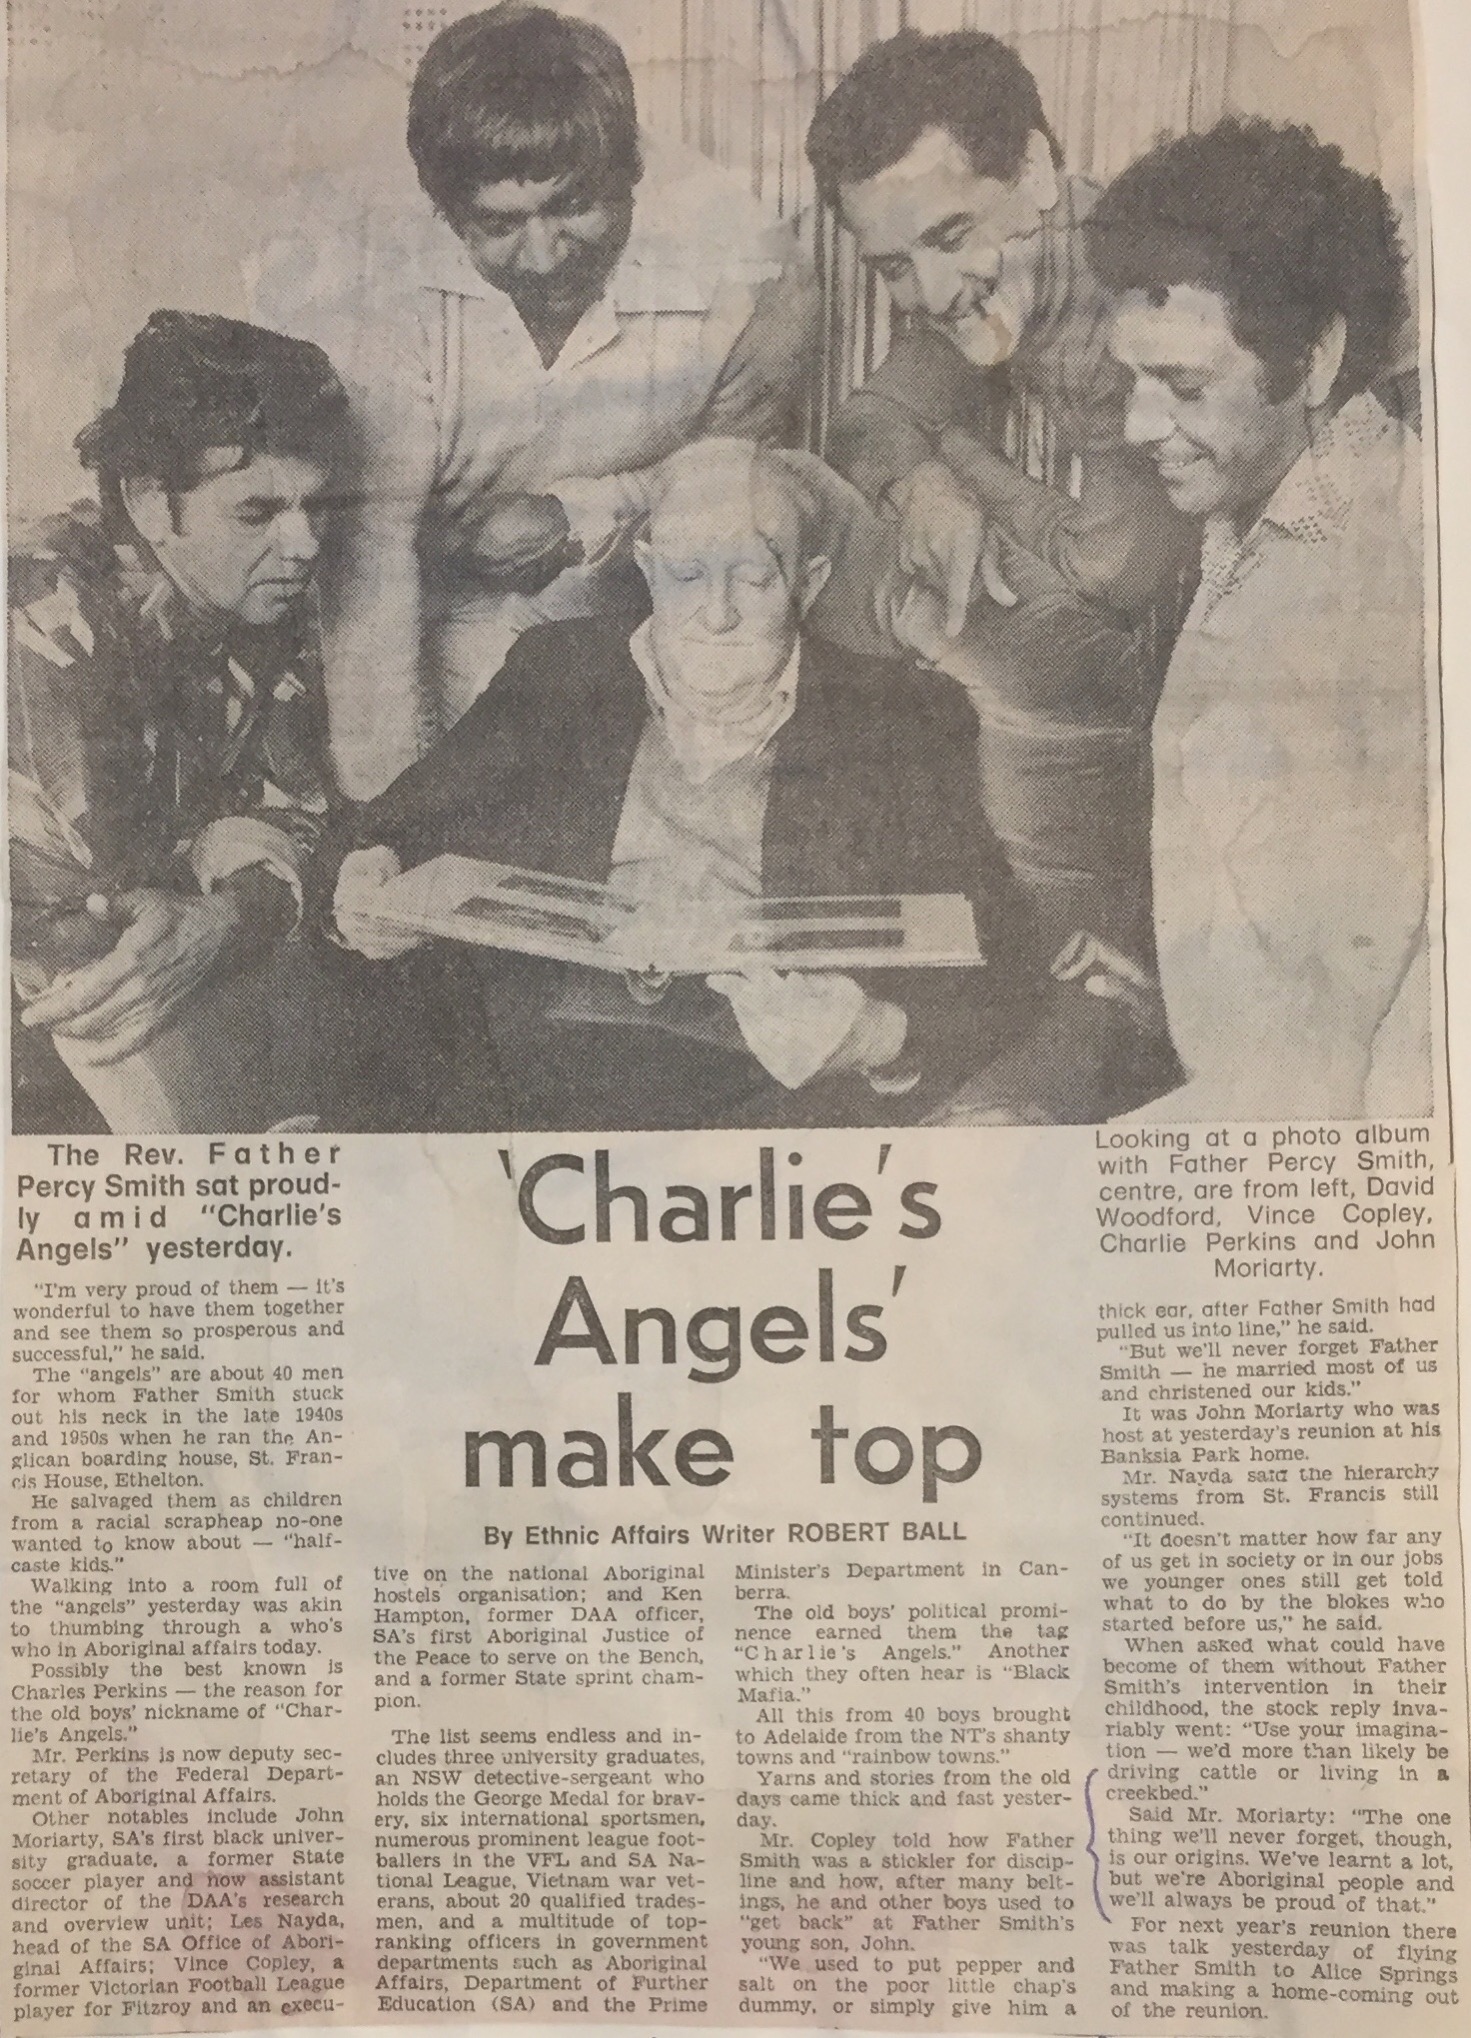 The Rev. Father
Percy Smith sat proud-
ly amid "Charlie's
Angels" yesterday.
"I'm very proud of them — it's
wonderful to have them together
and see them so prosperous and
successful," he said.
The "angels" are about 40 men
for whom Father Smith stuck
out his neck in the late 1940s
and 1950s when he ran the An-
glican boarding house, St. Fran-
cis House, Ethelton.
He salvaged them as children
from a racial scrapheap no-one
wanted to know about — "half-
caste kids."
Walking into a room full of
the "angels" yesterday was akin
to thumbing through a who's
who in Aboriginal affairs today.
Possibly the best known is
Charles Perkins — the reason for
the old boys' nickname of "Char-
lie's Angels."
Mr. Perkins is now deputy sec-
retary of the Federal Depart-
ment of Aboriginal Affairs.
Other notables include John
Moriarty, SA's first black univer-
sity graduate, a former State
soccer player and now assistant
director of the DAA's research
and overview unit; Les Nayda,
head of the SA Office of Abori-
ginal Affairs; Vince Copley, a
former Victorian Football League
player for Fitzroy and an execu-
'Charlie's
Angels'
make top
By Ethnic Affairs Writer ROBERT BALL
tive on the national Aboriginal
hostels organisation; and Ken
Hampton, former DAA officer,
SA's first Aboriginal Justice of
the Peace to serve on the Bench,
and a former State sprint cham-
pion.
The list seems endless and in-
cludes three university graduates,
an NSW detective-sergeant who
holds the George Medal for brav-
ery, six international sportsmen,
numerous prominent league foot-
ballers in the VFL and SA Na-
tional League, Vietnam war vet-
erans, about 20 qualified trades-
men, and a multitude of top-
ranking officers in government
departments such as Aboriginal
Affairs, Department of Further
Education (SA) and the Prime
Minister's Department in Can-
berra.
The old boys' political promi-
nence earned them the tag
"Charlie's Angels." Another
which they often hear is "Black
Mafia."
All this from 40 boys brought
to Adelaide from the NT's shanty
towns and "rainbow towns."
Yarns and stories from the old
days came thick and fast yester-
day.
Mr. Copley told how Father
Smith was a stickler for discip-
line and how, after many belt-
ings, he and other boys used to
"get back" at Father Smith's
young son, John.
"We used to put pepper and
salt on the poor little chap's
dummy, or simply give him a
Looking at a photo album
with Father Percy Smith,
centre, are from left, David
Woodford, Vince Copley,
Charlie Perkins and John
Moriarty.
thick ear, after Father Smith had
pulled us into line," he said.
"But we'll never forget Father
Smith — he married most of us
and christened our kids."
It was John Moriarty who was
host at yesterday's reunion at his
Banksia Park home.
Mr. Nayda said the hierarchy
systems from St. Francis still
continued.
"It doesn't matter how far any
of us get in society or in our jobs
we younger ones still get told
what to do by the blokes who
started before us," he said.
When asked what could have
become of them without Father
Smith's intervention in their
childhood, the stock reply inva-
riably went: "Use your imagina-
tion — we'd more than likely be
driving cattle or living in a
creekbed."
Said Mr. Moriarty: "The one
thing we'll never forget, though,
is our origins. We've learnt a lot,
but we're Aboriginal people and
we'll always be proud of that."
For next year's reunion there
was talk yesterday of flying
Father Smith to Alice Springs
and making a home-coming out
of the reunion.